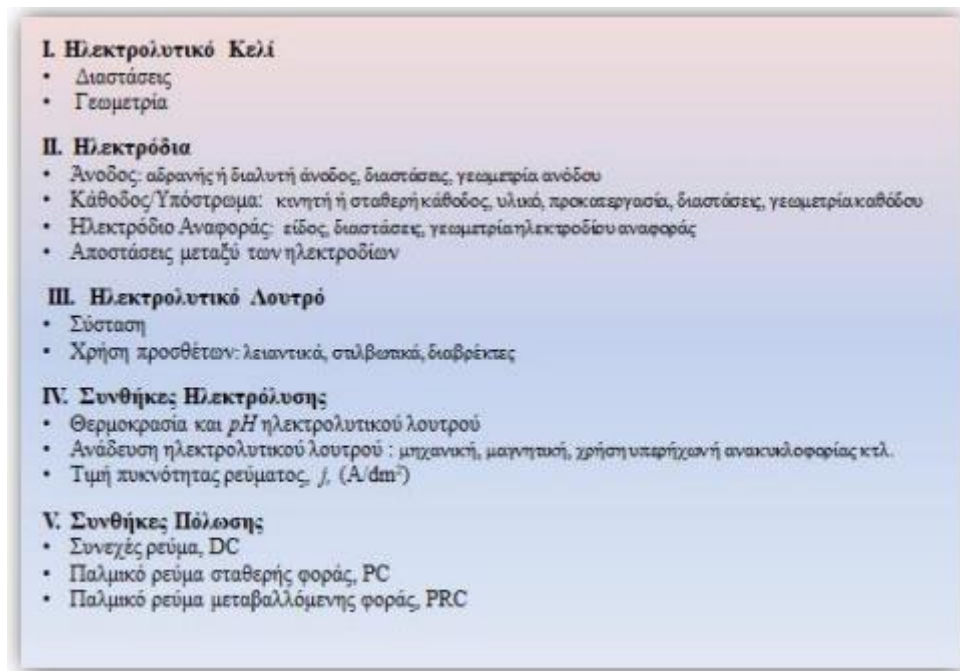 I. Ηλεκτρολυτικό Κελί
• Διαστάσεις
• Γεωμετρία
II. Ηλεκτρόδια
• Άνοδος: αδρανής ή διαλυτή άνοδος, διαστάσεις, γεωμετρία ανόδου
• Κάθοδος/Υπόστρωμα: κινητή ή σταθερή κάθοδος, υλικό, προκατεργασία, διαστάσεις, γεωμετρία καθόδου
• Ηλεκτρόδιο Αναφοράς: είδος, διαστάσεις, γεωμετρία ηλεκτροδίου αναφοράς
• Αποστάσεις μεταξύ των ηλεκτροδίων
III. Ηλεκτρολυτικό Λουτρό
• Σύσταση
• Χρήση προσθέτων: λειαντικά, στιλβωτικά, διαβρέκτες
IV. Συνθήκες Ηλεκτρόλυσης
• Θερμοκρασία και pH ηλεκτρολυτικού λουτρού
• Ανάδευση ηλεκτρολυτικού λουτρού : μηχανική, μαγνητική, χρήση υπερήχων ή ανακυκλοφορίας κτλ.
• Τιμή πυκνότητας ρεύματος, j, (A/dm²)
V. Συνθήκες Πόλωσης
• Συνεχές ρεύμα, DC
• Παλμικό ρεύμα σταθερής φοράς, PC
• Παλμικό ρεύμα μεταβαλλόμενης φοράς, PRC